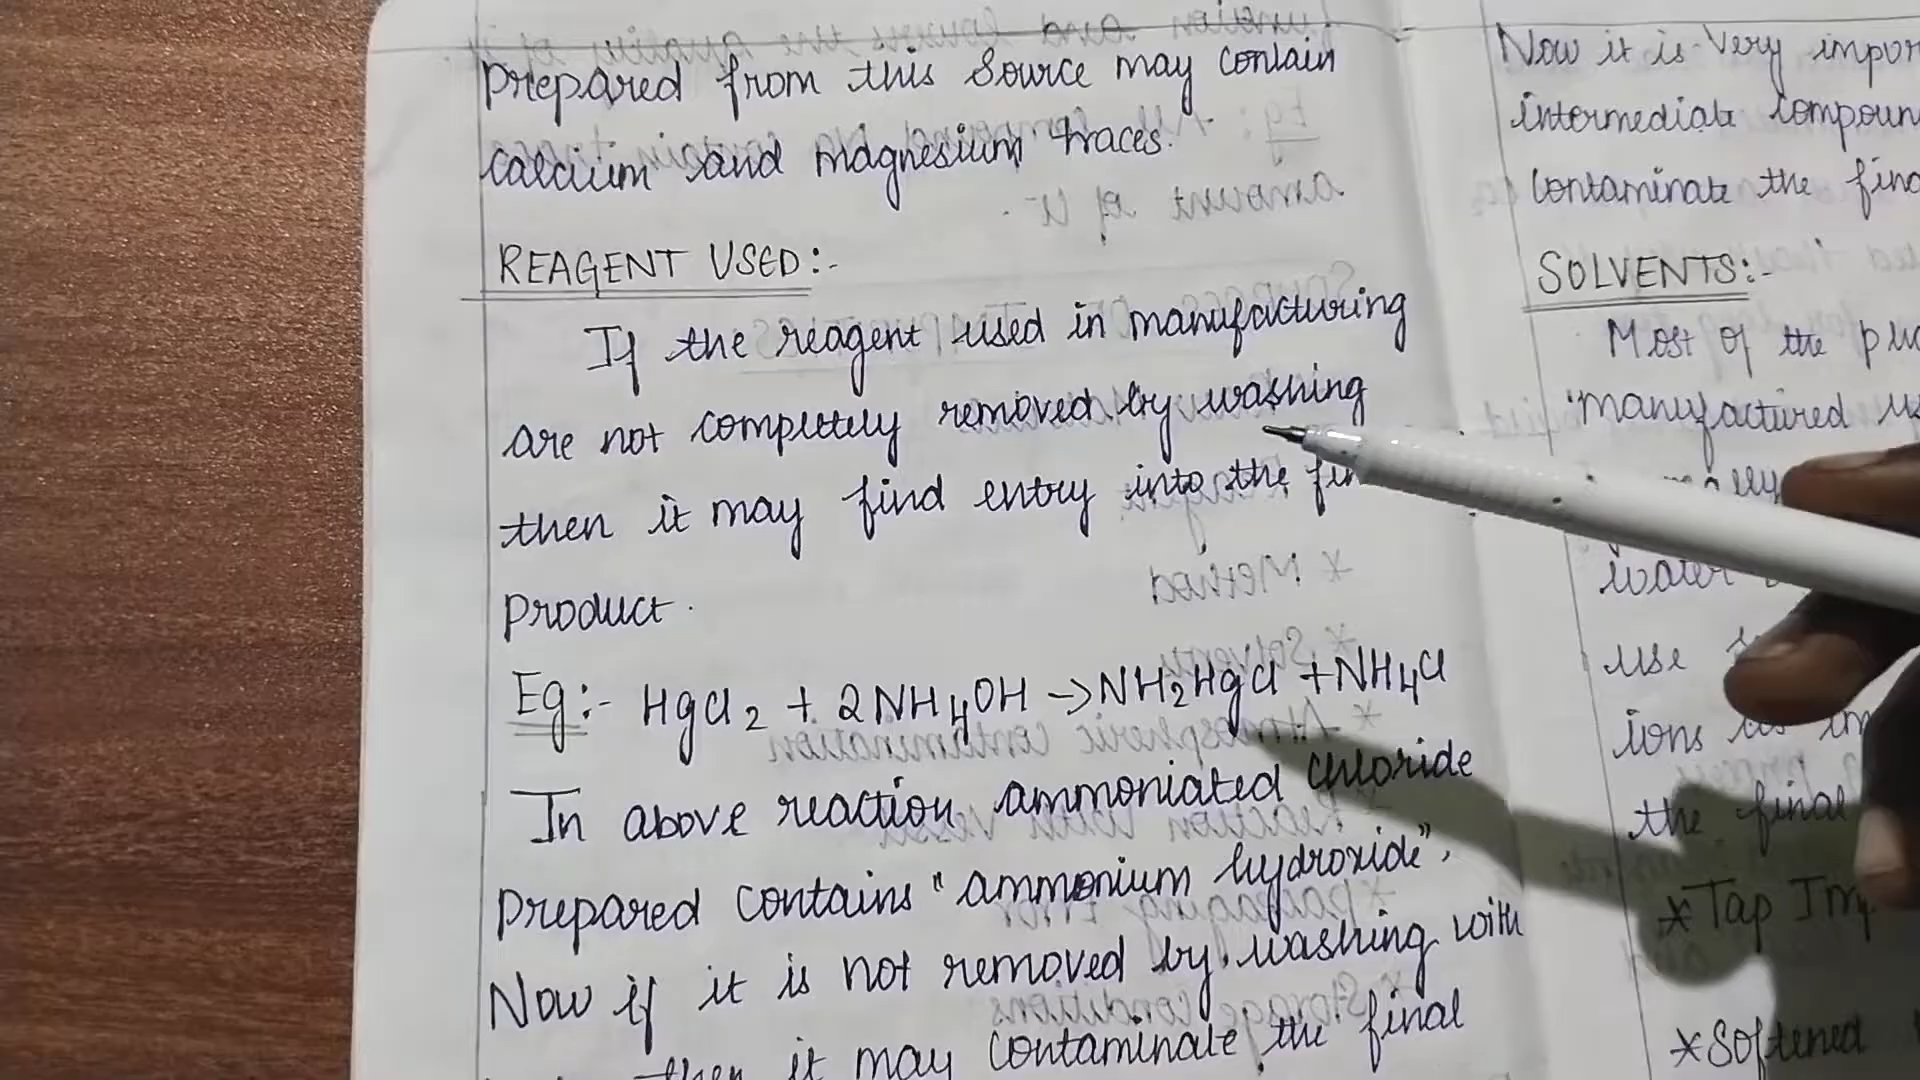 Prepared from this source may contain
calcium and magnesium traces.
REAGENT USED:-
If the reagent used in manufacturing
are not completely removed by washing
then it may find entry into the
Product.
Eg:- HgCl2 + 2NH4OH → NH2HgCl + NH4Cl
In above reaction ammoniated chloride
Prepared contains "ammonium hydroxide".
Now if it is not removed by washing with
then it may contaminate the final
Now it is very
intermediate
contaminate the
SOLVENTS:-
Most of the
manufactured
water
use
ions
the final
*Tap
*Softened